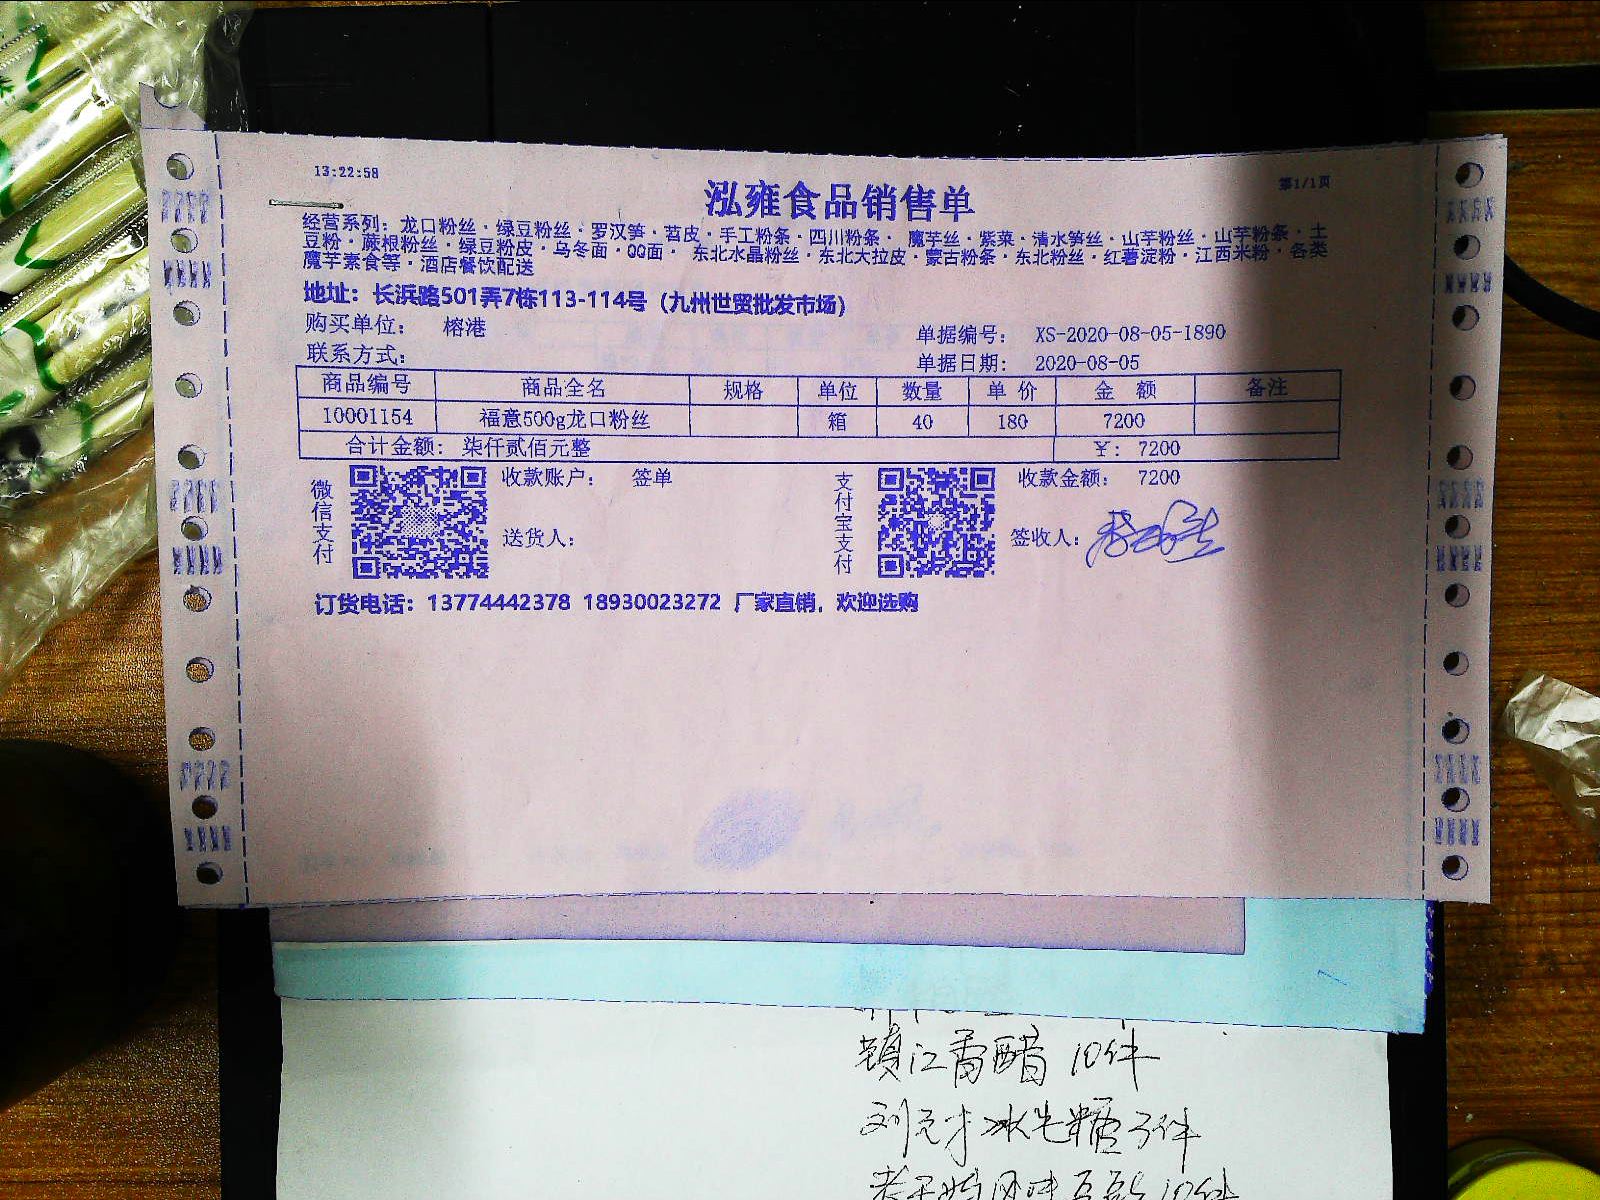 13:22:58
第1/1页
泓雍食品销售单
经营系列：龙口粉丝·绿豆粉丝·罗汉笋·苕皮·手工粉条·四川粉条· 魔芋丝·紫菜·清水笋丝·山芋粉丝·山芋粉条·土
豆粉·蕨根粉丝·绿豆粉皮·乌冬面·QQ面· 东北水晶粉丝·东北大拉皮·蒙古粉条·东北粉丝·红薯淀粉·江西米粉·各类
魔芋素食等·酒店餐饮配送
地址：长浜路501弄7栋113-114号（九州世贸批发市场）
购买单位： 榕港
单据编号： XS-2020-08-05-1890
联系方式：
单据日期： 2020-08-05
商品编号 商品全名 规格 单位 数量 单 价 金 额 备注
10001154 福意500g龙口粉丝 箱 40 180 7200
合计金额： 柒仟贰佰元整 ￥： 7200
微信支付
收款账户： 签单
支付宝支付
收款金额： 7200
送货人：
签收人：
订货电话：13774442378 18930023272 厂家直销，欢迎选购
镇江香醋 10件